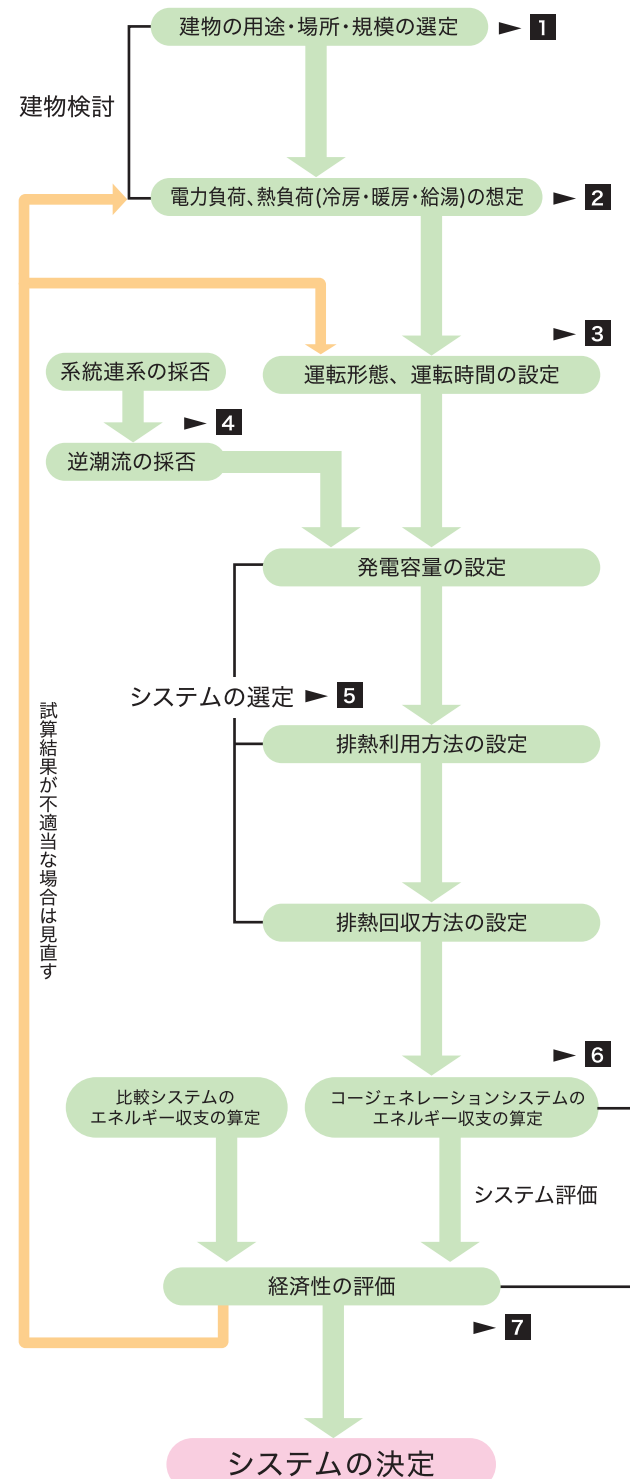 建物の用途・場所・規模の選定
1
建物検討
電力負荷、熱負荷(冷房・暖房・給湯)の想定
2
3
運転形態、運転時間の設定
系統連系の採否
4
逆潮流の採否
発電容量の設定
システムの選定
5
排熱利用方法の設定
試算結果が不適当な場合は見直す
排熱回収方法の設定
6
比較システムの
エネルギー収支の算定
コージェネレーションシステムの
エネルギー収支の算定
システム評価
経済性の評価
7
システムの決定